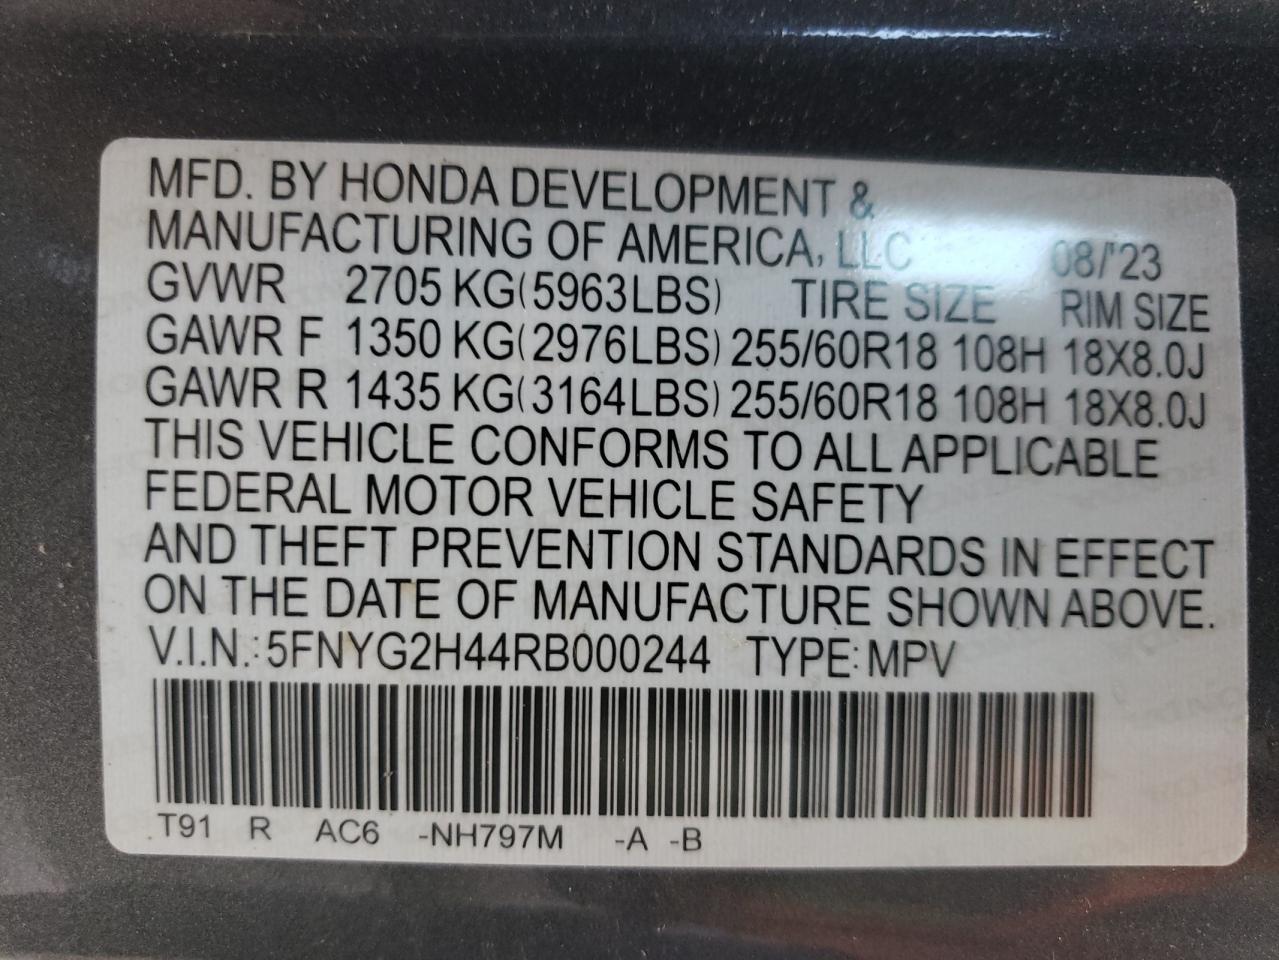 MFD. BY HONDA DEVELOPMENT &
MANUFACTURING OF AMERICA, LLC 08/'23
GVWR 2705 KG(5963LBS) TIRE SIZE RIM SIZE
GAWR F 1350 KG(2976LBS) 255/60R18 108H 18X8.0J
GAWR R 1435 KG(3164LBS) 255/60R18 108H 18X8.0J
THIS VEHICLE CONFORMS TO ALL APPLICABLE
FEDERAL MOTOR VEHICLE SAFETY
AND THEFT PREVENTION STANDARDS IN EFFECT
ON THE DATE OF MANUFACTURE SHOWN ABOVE.
V.I.N.: 5FNYG2H44RB000244 TYPE: MPV
T91 R AC6 -NH797M -A -B